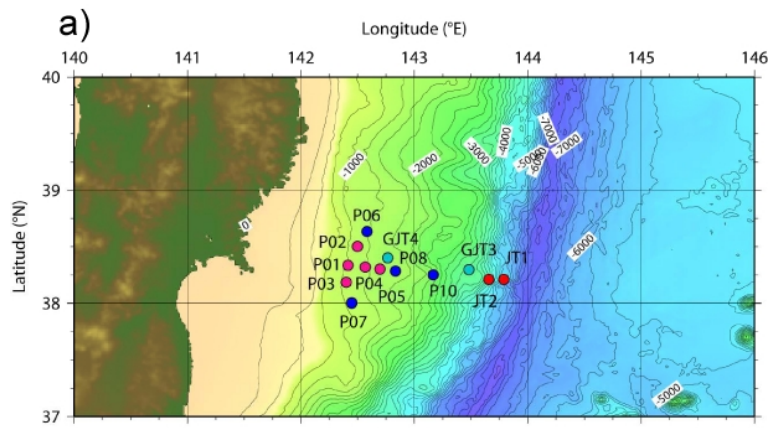 a)
Longitude (°E)
140 141 142 143 144 145 146
Latitude (°N)
40
39
38
37
-1000
-2000
-3000
-4000
-5000
-6000
-7000
-7000
0
-6000
-5000
P06
P02
GJT4
P01
P08
GJT3
JT1
P03
P04
P05
P10
JT2
P07